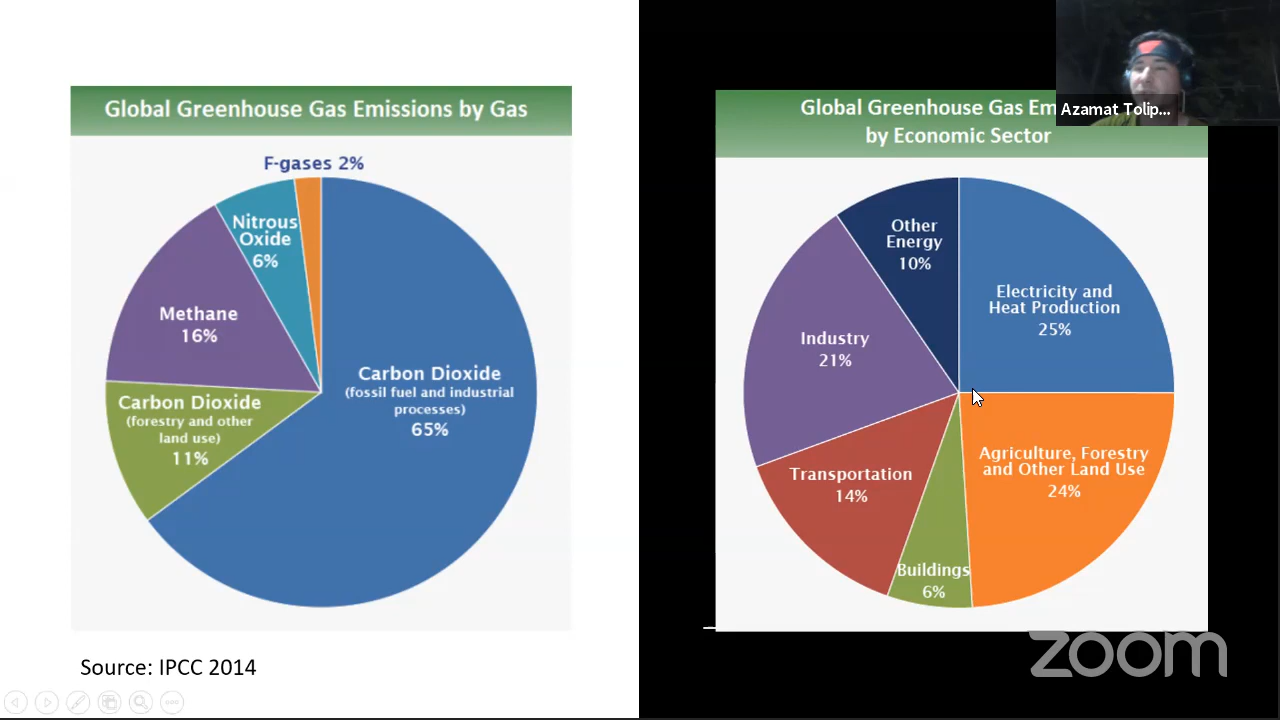 Global Greenhouse Gas Emissions by Gas
F-gases 2%
Nitrous
Oxide
6%
Methane
16%
Carbon Dioxide
(forestry and other
land use)
11%
Carbon Dioxide
(fossil fuel and industrial
processes)
65%
Source: IPCC 2014
Global Greenhouse Gas Em
by Economic Sector
Azamat Tolip...
Other
Energy
10%
Electricity and
Heat Production
25%
Industry
21%
Agriculture, Forestry
and Other Land Use
24%
Transportation
14%
Buildings
6%
zoom